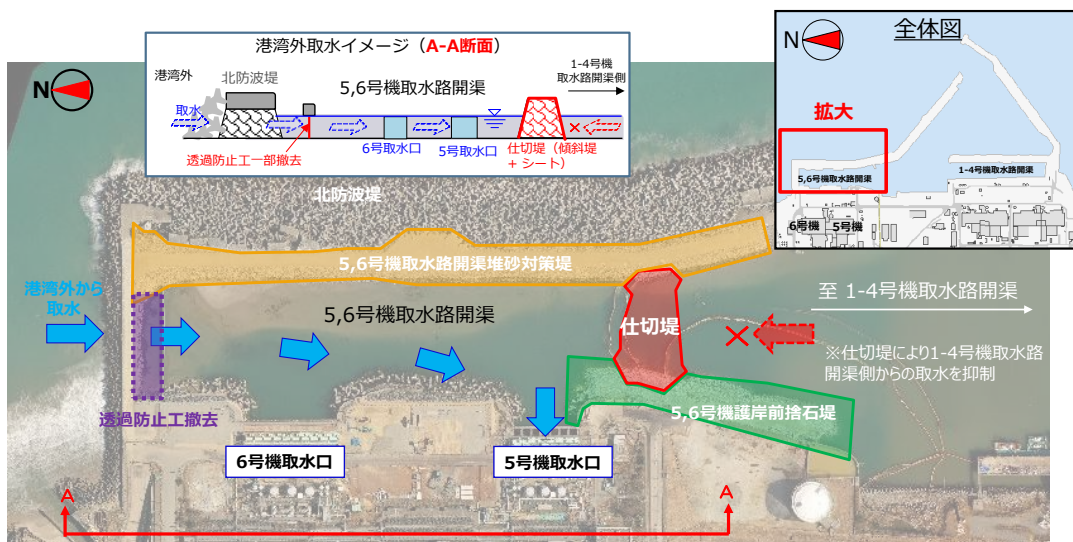 港湾外取水イメージ（A-A断面）
港湾外
北防波堤
5,6号機取水路開渠
1-4号機
取水路開渠側
取水
透過防止工一部撤去
6号取水口
5号取水口
仕切堤（傾斜堤
+ シート）
N
N
全体図
拡大
5,6号機取水路開渠
1-4号機取水路開渠
6号機
5号機
北防波堤
5,6号機取水路開渠堆砂対策堤
港湾外から
取水
5,6号機取水路開渠
仕切堤
至 1-4号機取水路開渠
※仕切堤により1-4号機取水路
開渠側からの取水を抑制
透過防止工撤去
5,6号機護岸前捨石堤
6号機取水口
5号機取水口
A
A